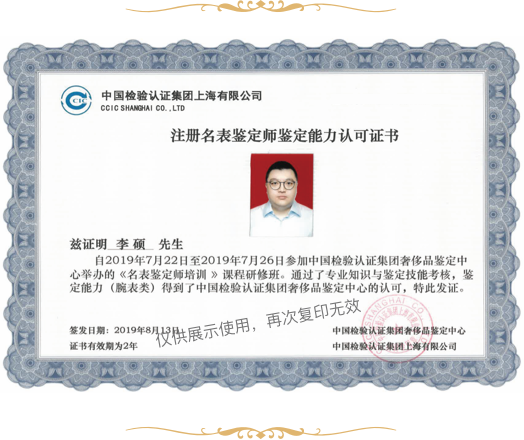 中国检验认证集团上海有限公司
CCIC SHANGHAI CO.,LTD
注册名表鉴定师鉴定能力认可证书
兹证明 李 硕 先生
自2019年7月22日至2019年7月26日参加中国检验认证集团奢侈品鉴定中
心举办的《名表鉴定师培训 》课程研修班。通过了专业知识与鉴定技能考核，鉴
定能力（腕表类）得到了中国检验认证集团奢侈品鉴定中心的认可，特此发证。
签发日期：2019年8月13日
中国检验认证集团奢侈品鉴定中心
证书有效期为2年
中国检验认证集团上海有限公司
仅供展示使用，再次复印无效